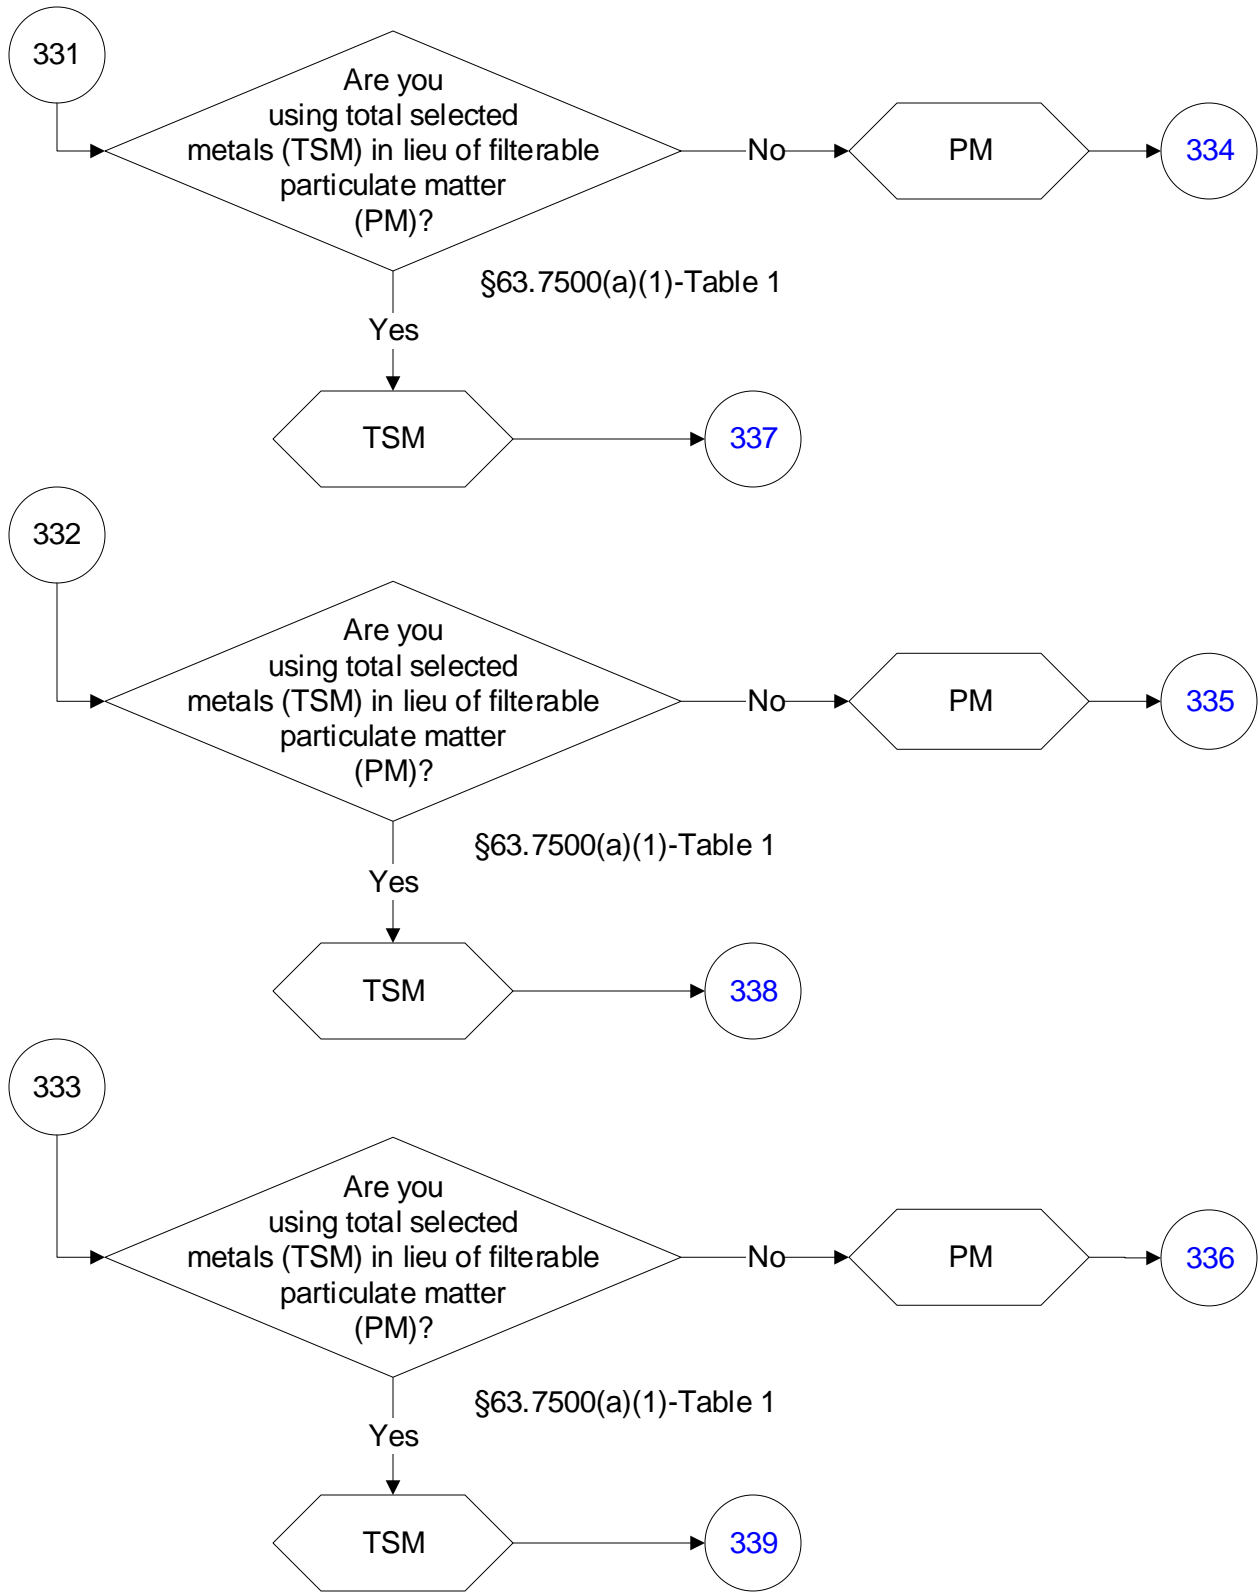 331
Are you
using total selected
metals (TSM) in lieu of filterable
particulate matter
(PM)?
No
PM
334
§63.7500(a)(1)-Table 1
Yes
TSM
337
332
Are you
using total selected
metals (TSM) in lieu of filterable
particulate matter
(PM)?
No
PM
335
§63.7500(a)(1)-Table 1
Yes
TSM
338
333
Are you
using total selected
metals (TSM) in lieu of filterable
particulate matter
(PM)?
No
PM
336
§63.7500(a)(1)-Table 1
Yes
TSM
339